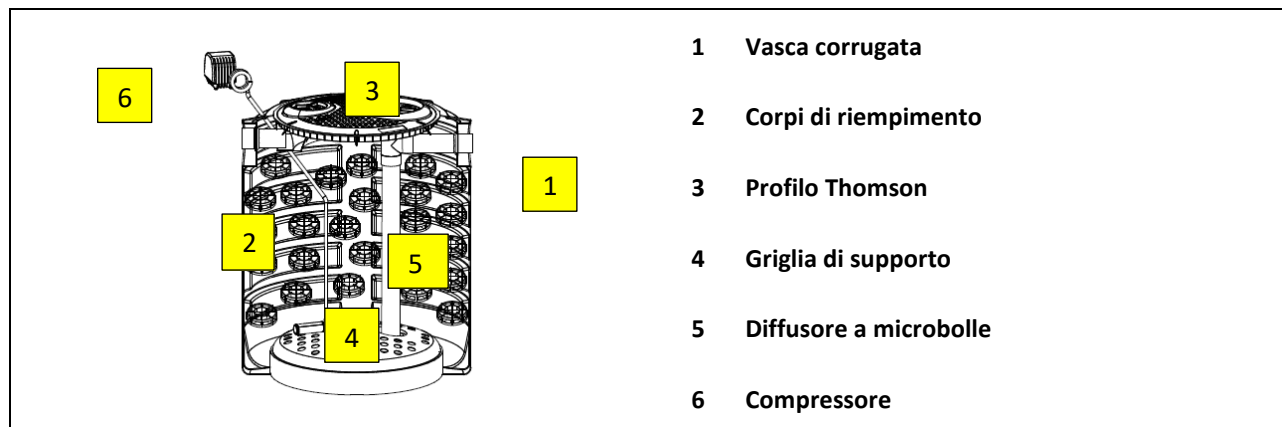 6
3
1
2
5
4
1 Vasca corrugata
2 Corpi di riempimento
3 Profilo Thomson
4 Griglia di supporto
5 Diffusore a microbolle
6 Compressore